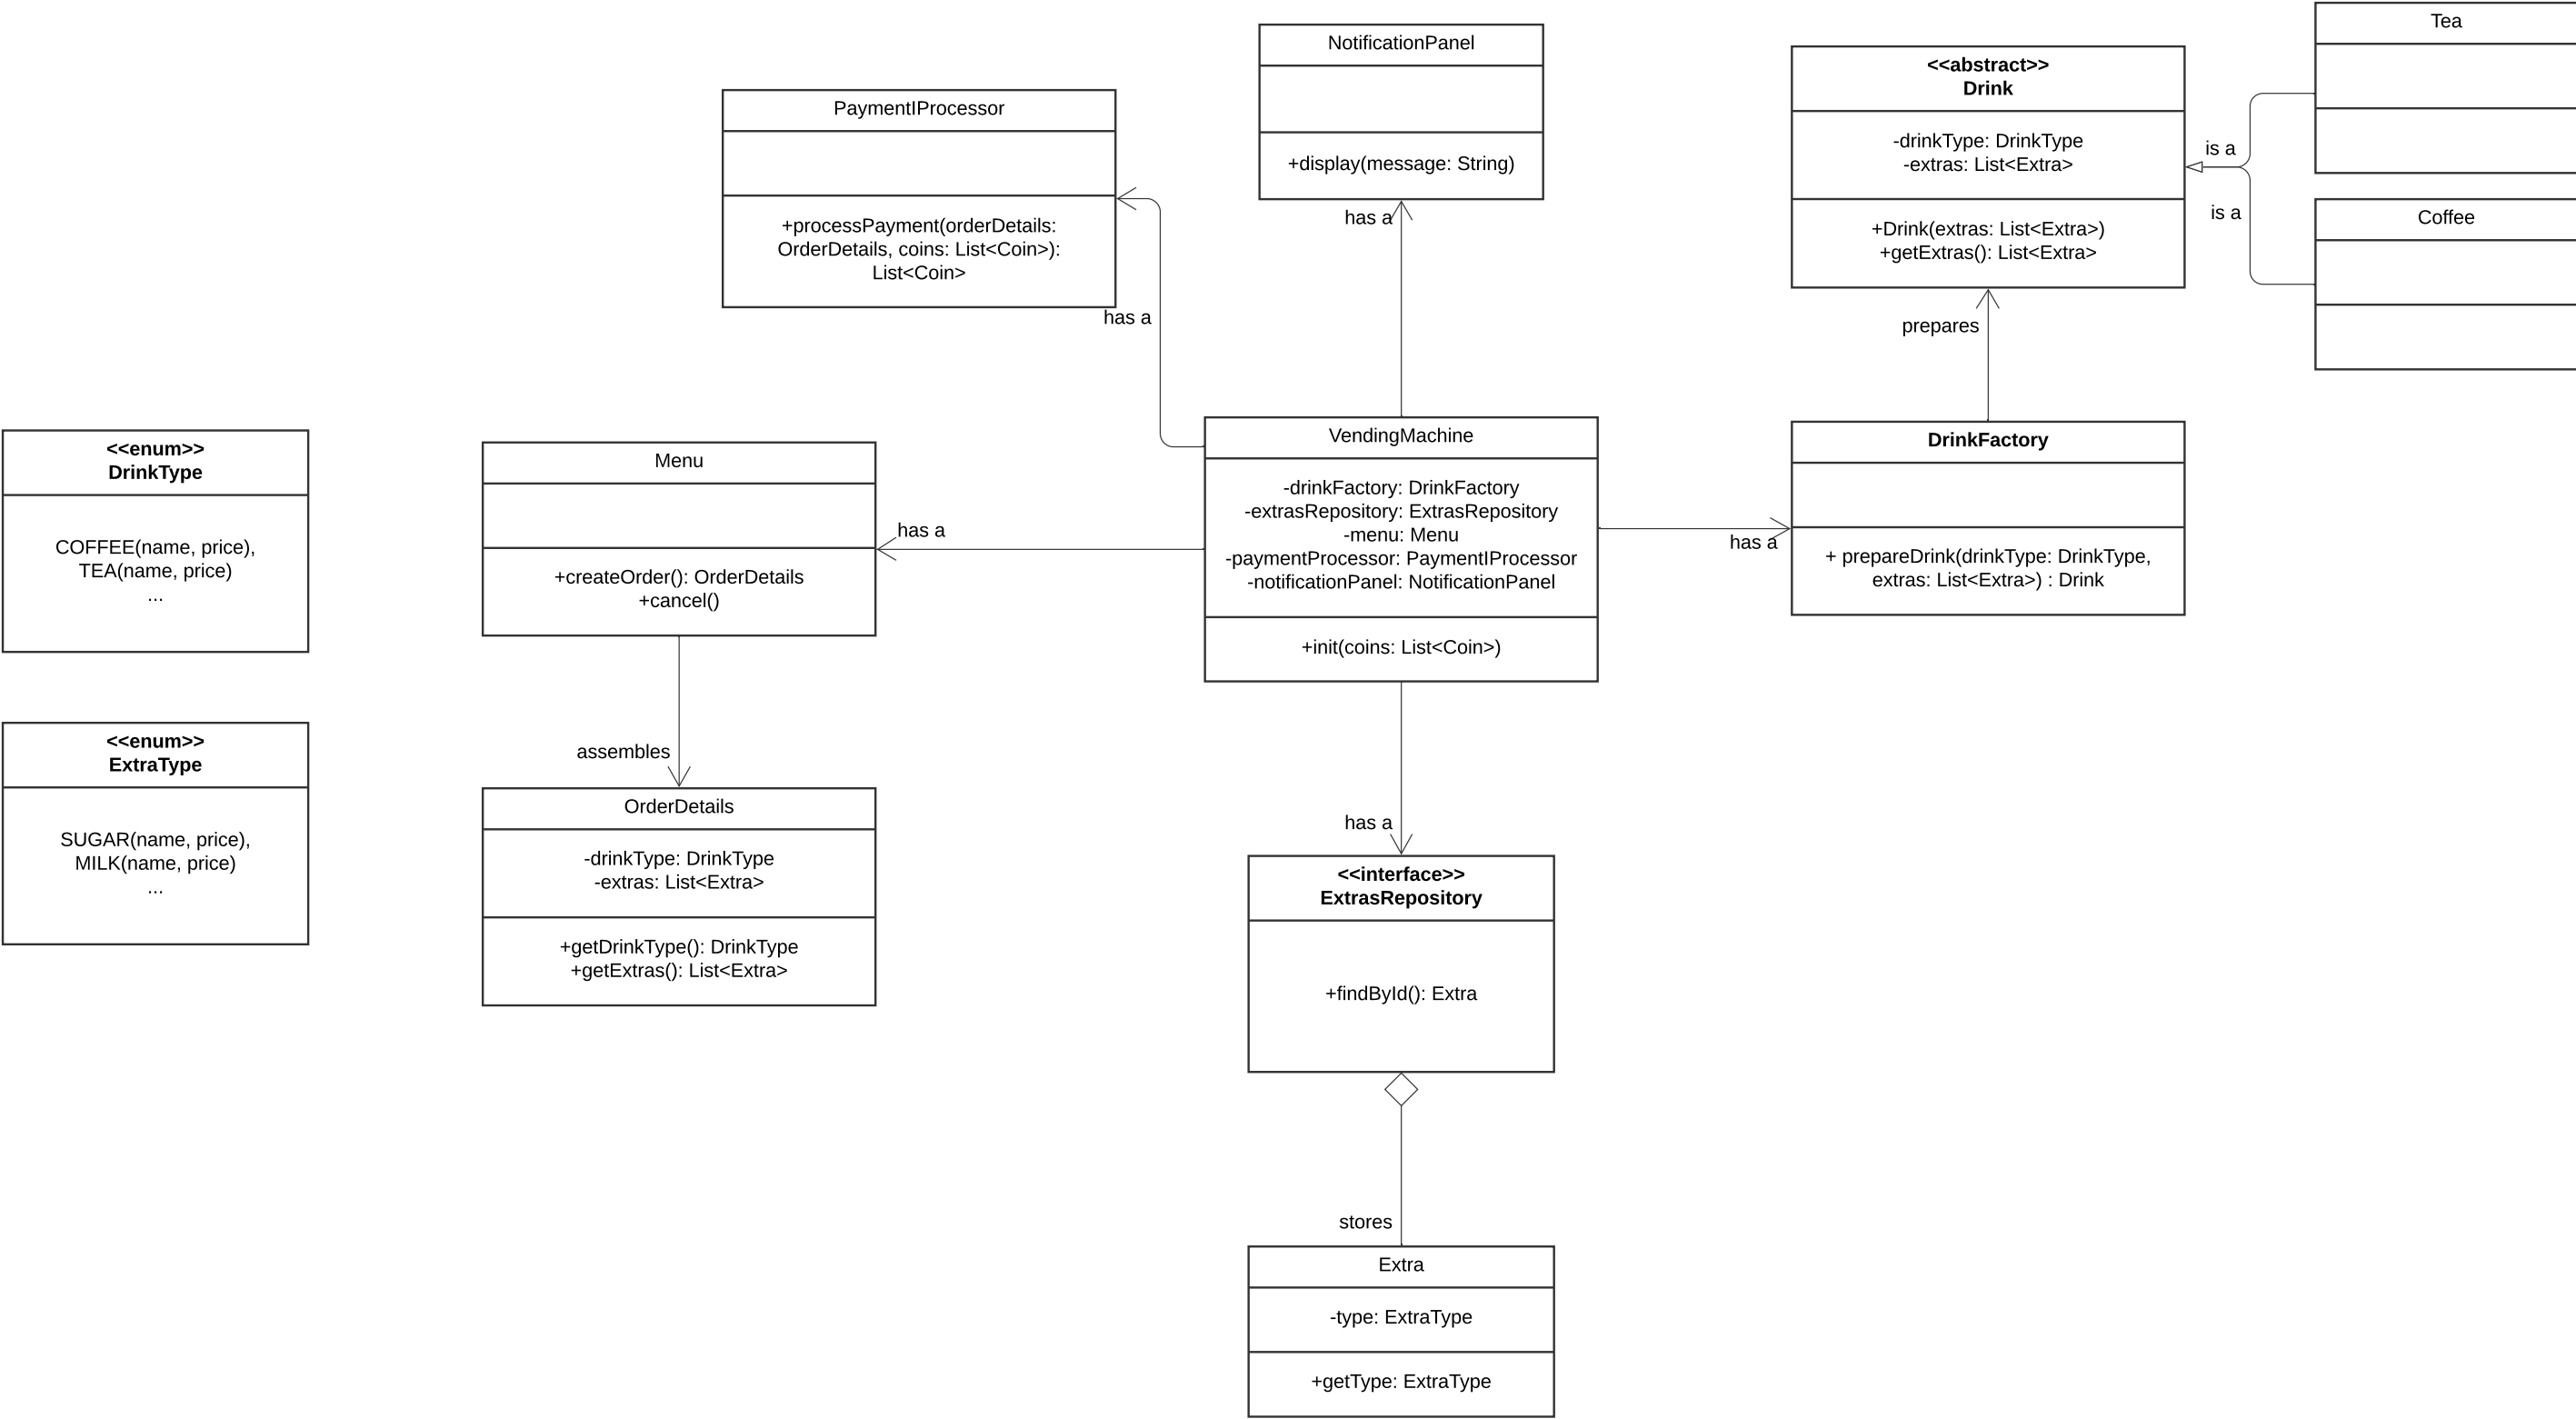 NotificationPanel
+display(message: String)
has a
PaymentIProcessor
+processPayment(orderDetails:
OrderDetails, coins: List<Coin>):
List<Coin>
has a
<<abstract>>
Drink
-drinkType: DrinkType
-extras: List<Extra>
+Drink(extras: List<Extra>)
+getExtras(): List<Extra>
is a
is a
Tea
Coffee
prepares
<<enum>>
DrinkType
COFFEE(name, price),
TEA(name, price)
...
Menu
+createOrder(): OrderDetails
+cancel()
has a
VendingMachine
-drinkFactory: DrinkFactory
-extrasRepository: ExtrasRepository
-menu: Menu
-paymentProcessor: PaymentIProcessor
-notificationPanel: NotificationPanel
+init(coins: List<Coin>)
has a
DrinkFactory
+ prepareDrink(drinkType: DrinkType,
extras: List<Extra>) : Drink
<<enum>>
ExtraType
SUGAR(name, price),
MILK(name, price)
...
assembles
OrderDetails
-drinkType: DrinkType
-extras: List<Extra>
+getDrinkType(): DrinkType
+getExtras(): List<Extra>
has a
<<interface>>
ExtrasRepository
+findById(): Extra
stores
Extra
-type: ExtraType
+getType: ExtraType